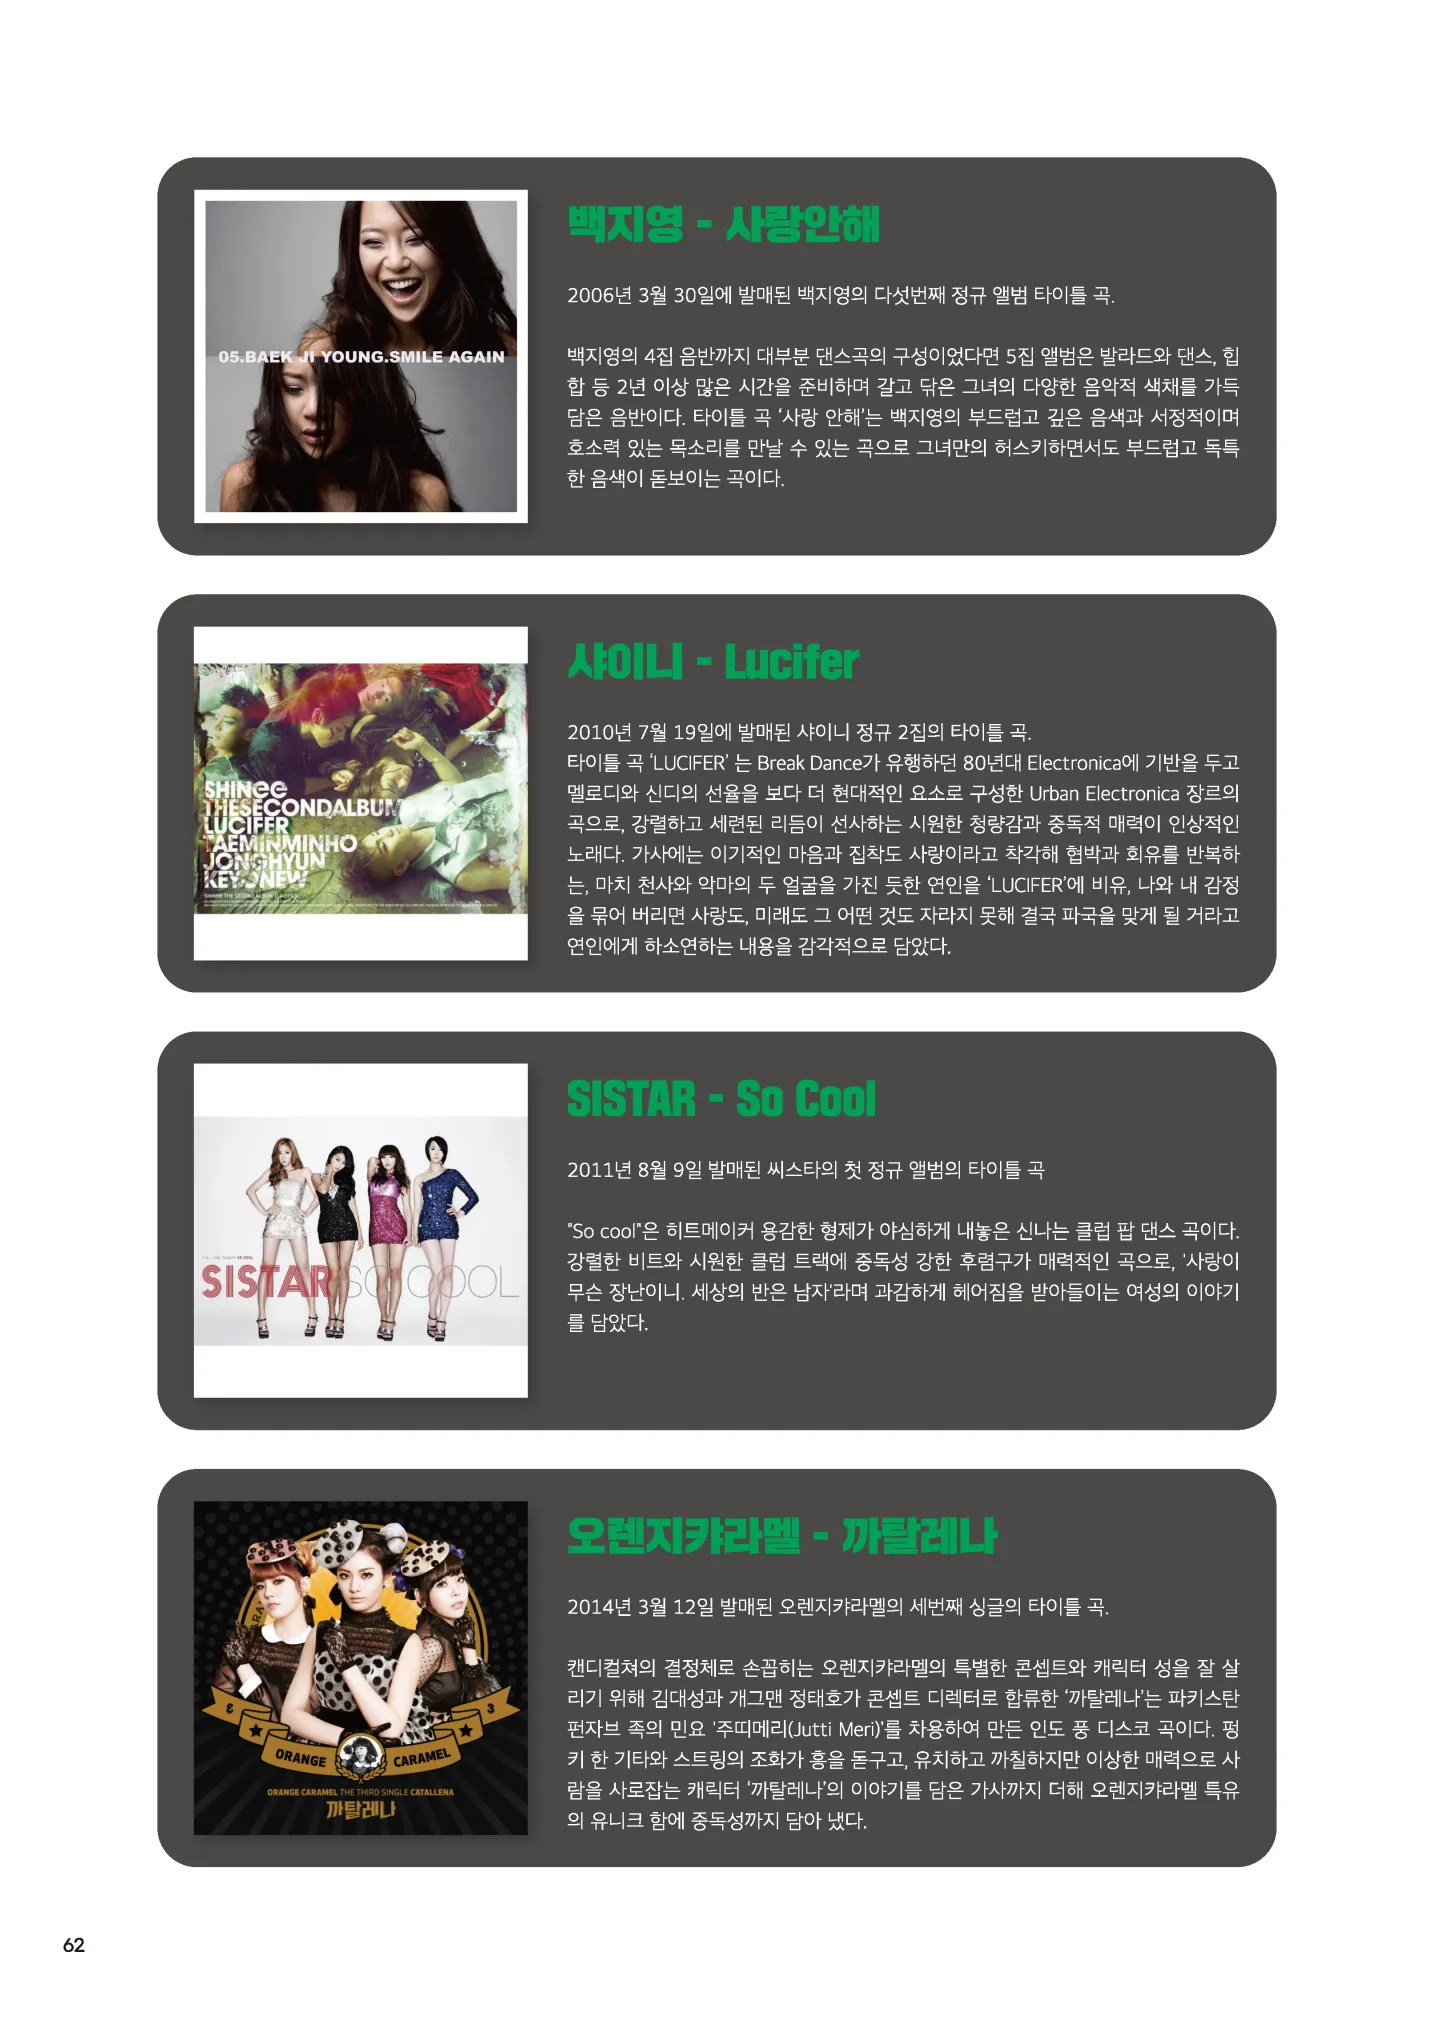 백지영 - 사랑안해
05.BAEK JI YOUNG.SMILE AGAIN
2006년 3월 30일에 발매된 백지영의 다섯번째 정규 앨범 타이틀 곡.
백지영의 4집 음반까지 대부분 댄스곡의 구성이었다면 5집 앨범은 발라드와 댄스, 힙
합 등 2년 이상 많은 시간을 준비하며 갈고 닦은 그녀의 다양한 음악적 색채를 가득
담은 음반이다. 타이틀 곡 ‘사랑 안해’는 백지영의 부드럽고 깊은 음색과 서정적이며
호소력 있는 목소리를 만날 수 있는 곡으로 그녀만의 허스키하면서도 부드럽고 독특
한 음색이 돋보이는 곡이다.
샤이니 - Lucifer
SHINee
THESECONDALBUM
LUCIFER
TAEMINMINHO
JONGHYUN
KEYONEW
2010년 7월 19일에 발매된 샤이니 정규 2집의 타이틀 곡.
타이틀 곡 ‘LUCIFER’ 는 Break Dance가 유행하던 80년대 Electronica에 기반을 두고
멜로디와 신디의 선율을 보다 더 현대적인 요소로 구성한 Urban Electronica 장르의
곡으로, 강렬하고 세련된 리듬이 선사하는 시원한 청량감과 중독적 매력이 인상적인
노래다. 가사에는 이기적인 마음과 집착도 사랑이라고 착각해 협박과 회유를 반복하
는, 마치 천사와 악마의 두 얼굴을 가진 듯한 연인을 ‘LUCIFER’에 비유, 나와 내 감정
을 묶어 버리면 사랑도, 미래도 그 어떤 것도 자라지 못해 결국 파국을 맞게 될 거라고
연인에게 하소연하는 내용을 감각적으로 담았다.
SISTAR - So Cool
SISTAR SO COOL
2011년 8월 9일 발매된 씨스타의 첫 정규 앨범의 타이틀 곡
"So cool"은 히트메이커 용감한 형제가 야심하게 내놓은 신나는 클럽 팝 댄스 곡이다.
강렬한 비트와 시원한 클럽 트랙에 중독성 강한 후렴구가 매력적인 곡으로, '사랑이
무슨 장난이니. 세상의 반은 남자'라며 과감하게 헤어짐을 받아들이는 여성의 이야기
를 담았다.
오렌지캬라멜 - 까탈레나
ORANGE CARAMEL
ORANGE CARAMEL THE THIRD SINGLE CATALLENA
까탈레나
2014년 3월 12일 발매된 오렌지캬라멜의 세번째 싱글의 타이틀 곡.
캔디컬쳐의 결정체로 손꼽히는 오렌지캬라멜의 특별한 콘셉트와 캐릭터 성을 잘 살
리기 위해 김대성과 개그맨 정태호가 콘셉트 디렉터로 합류한 ‘까탈레나’는 파키스탄
펀자브 족의 민요 '주띠메리(Jutti Meri)'를 차용하여 만든 인도 풍 디스코 곡이다. 펑
키 한 기타와 스트링의 조화가 흥을 돋구고, 유치하고 까칠하지만 이상한 매력으로 사
람을 사로잡는 캐릭터 ‘까탈레나’의 이야기를 담은 가사까지 더해 오렌지캬라멜 특유
의 유니크 함에 중독성까지 담아 냈다.
62